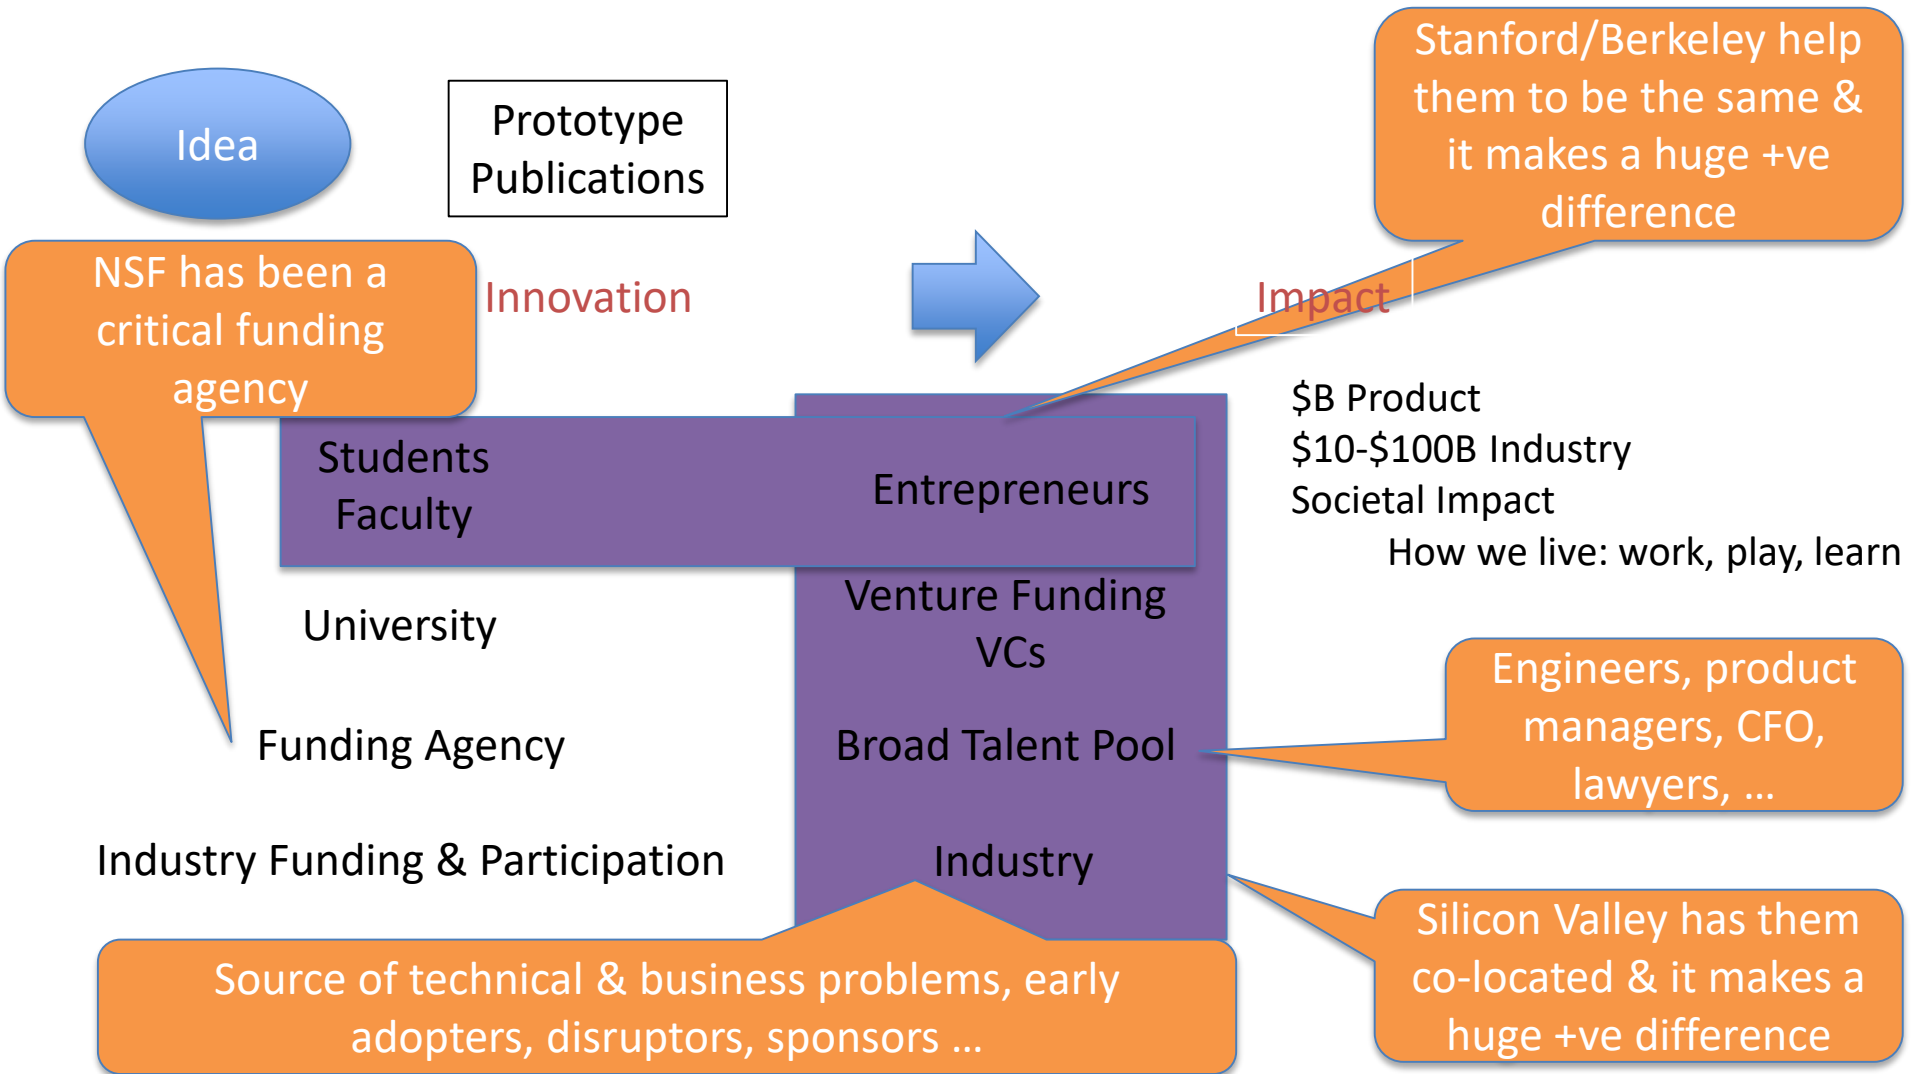 Idea
Prototype
Publications
Stanford/Berkeley help
them to be the same &
it makes a huge +ve
difference
NSF has been a
critical funding
agency
Innovation
Impact
$B Product
$10-$100B Industry
Societal Impact
How we live: work, play, learn
Students
Faculty
Entrepreneurs
University
Venture Funding
VCs
Funding Agency
Broad Talent Pool
Engineers, product
managers, CFO,
lawyers, …
Industry Funding & Participation
Industry
Silicon Valley has them
co-located & it makes a
huge +ve difference
Source of technical & business problems, early
adopters, disruptors, sponsors …